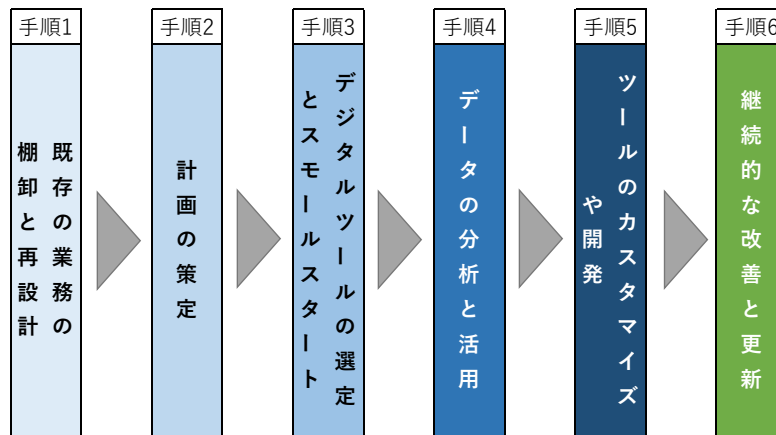 手順1
既存の業務の
棚卸と再設計
手順2
計画の策定
手順3
デジタルツールの選定
とスモールスタート
手順4
データの分析と活用
手順5
ツールのカスタマイズ
や開発
手順6
継続的な改善と更新